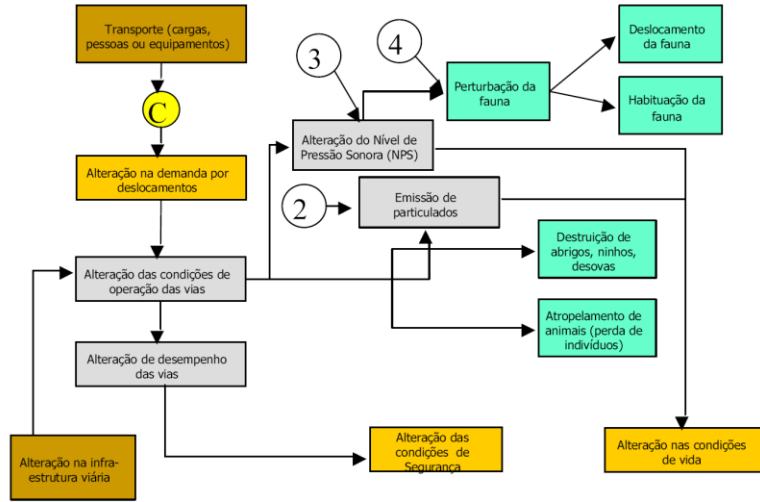 Transporte (cargas,
pessoas ou equipamentos)
C
Alteração na demanda por
deslocamentos
Alteração das condições de
operação das vias
Alteração de desempenho
das vias
Alteração na infra-
estrutura viária
3
4
Alteração do Nível de
Pressão Sonora (NPS)
2
Emissão de
particulados
Perturbação da
fauna
Deslocamento
da fauna
Habituação da
fauna
Destruição de
abrigos, ninhos,
desovas
Atropelamento de
animais (perda de
indivíduos)
Alteração das
condições de
Segurança
Alteração nas condições
de vida